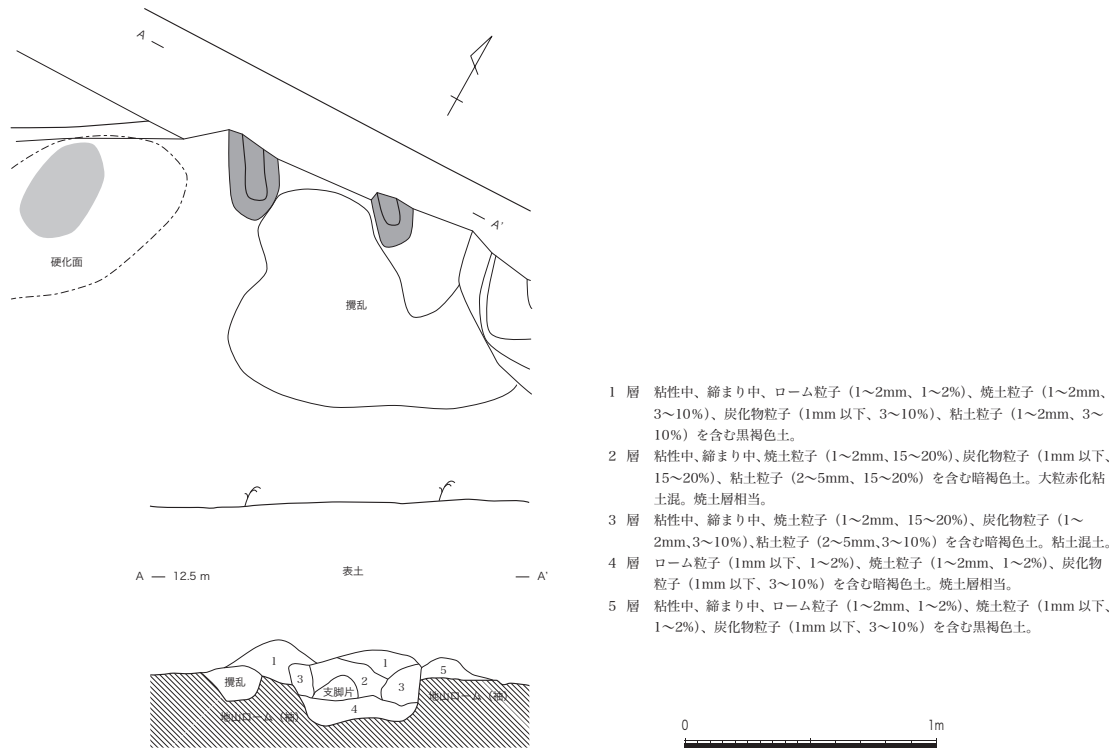 A
A'
硬化面
攪乱
A 12.5 m
表土
A'
1
1
5
攪乱
3
2
3
支脚片
地山ローム（袖）
4
地山ローム（袖）
1 層 粘性中、締まり中、ローム粒子（1〜2mm、1〜2%）、焼土粒子（1〜2mm、
3〜10%）、炭化物粒子（1mm 以下、3〜10%）、粘土粒子（1〜2mm、3〜
10%）を含む黒褐色土。
2 層 粘性中、締まり中、焼土粒子（1〜2mm、15〜20%）、炭化物粒子（1mm 以下、
15〜20%）、粘土粒子（2〜5mm、15〜20%）を含む暗褐色土。大粒赤化粘
土混。焼土層相当。
3 層 粘性中、締まり中、焼土粒子（1〜2mm、15〜20%）、炭化物粒子（1〜
2mm、3〜10%）、粘土粒子（2〜5mm、3〜10%）を含む暗褐色土。粘土混土。
4 層 ローム粒子（1mm 以下、1〜2%）、焼土粒子（1〜2mm、1〜2%）、炭化物
粒子（1mm 以下、3〜10%）を含む暗褐色土。焼土層相当。
5 層 粘性中、締まり中、ローム粒子（1〜2mm、1〜2%）、焼土粒子（1mm 以下、
1〜2%）、炭化物粒子（1mm 以下、3〜10%）を含む黒褐色土。
0 1m